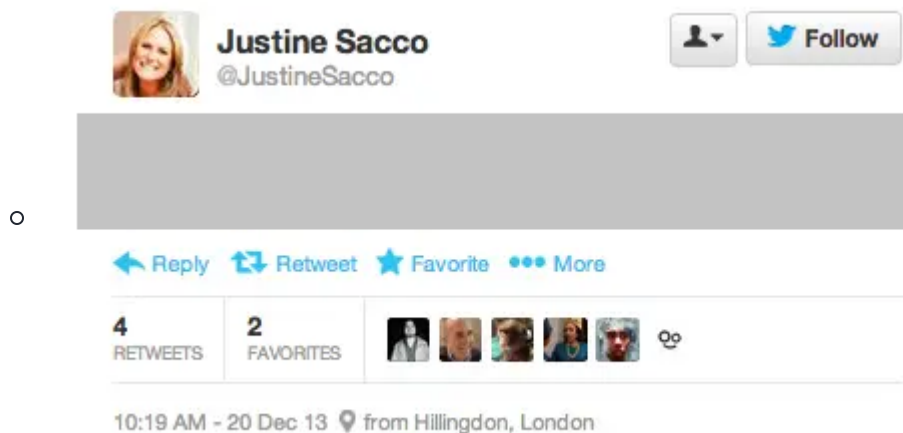 Justine Sacco
@JustineSacco
Follow
Reply Retweet Favorite More
4 2
RETWEETS FAVORITES
10:19 AM - 20 Dec 13 from Hillingdon, London